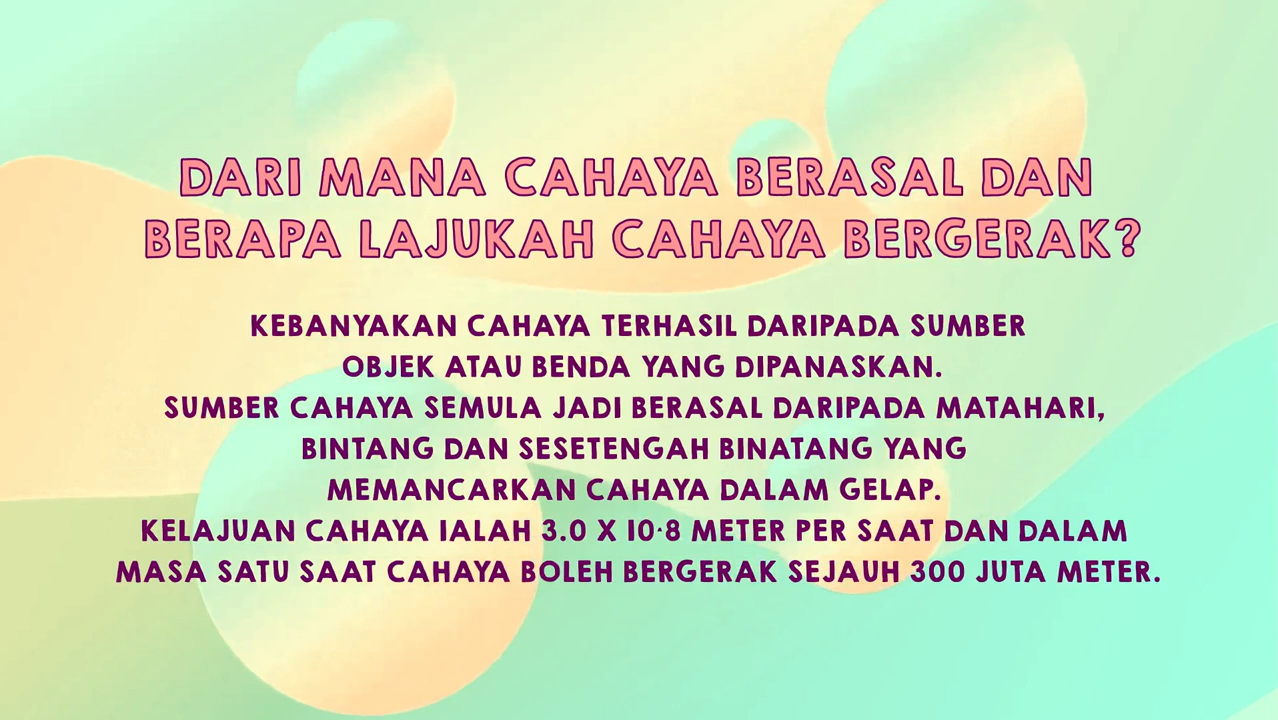 DARI MANA CAHAYA BERASAL DAN
BERAPA LAJUKAH CAHAYA BERGERAK?
KEBANYAKAN CAHAYA TERHASIL DARIPADA SUMBER
OBJEK ATAU BENDA YANG DIPANASKAN.
SUMBER CAHAYA SEMULA JADI BERASAL DARIPADA MATAHARI,
BINTANG DAN SESETENGAH BINATANG YANG
MEMANCARKAN CAHAYA DALAM GELAP.
KELAJUAN CAHAYA IALAH 3.0 X 10^8 METER PER SAAT DAN DALAM
MASA SATU SAAT CAHAYA BOLEH BERGERAK SEJAUH 300 JUTA METER.